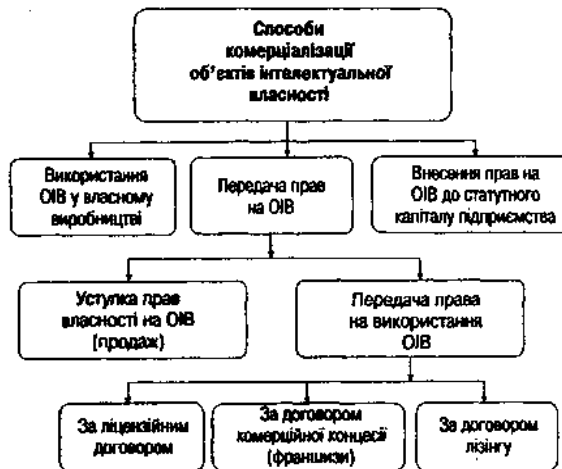 Способи
комерціалізації
об'єктів інтелектуальної
власності
Використання
ОІВ у власному
виробництві
Передача прав
на ОІВ
Внесення прав на
ОІВ до статутного
капіталу підприємства
Уступка прав
власності на ОІВ
(продаж)
Передача права
на використання
ОІВ
За ліцензійним
договором
За договором
комерційної концесії
(франшизи)
За договором
лізингу